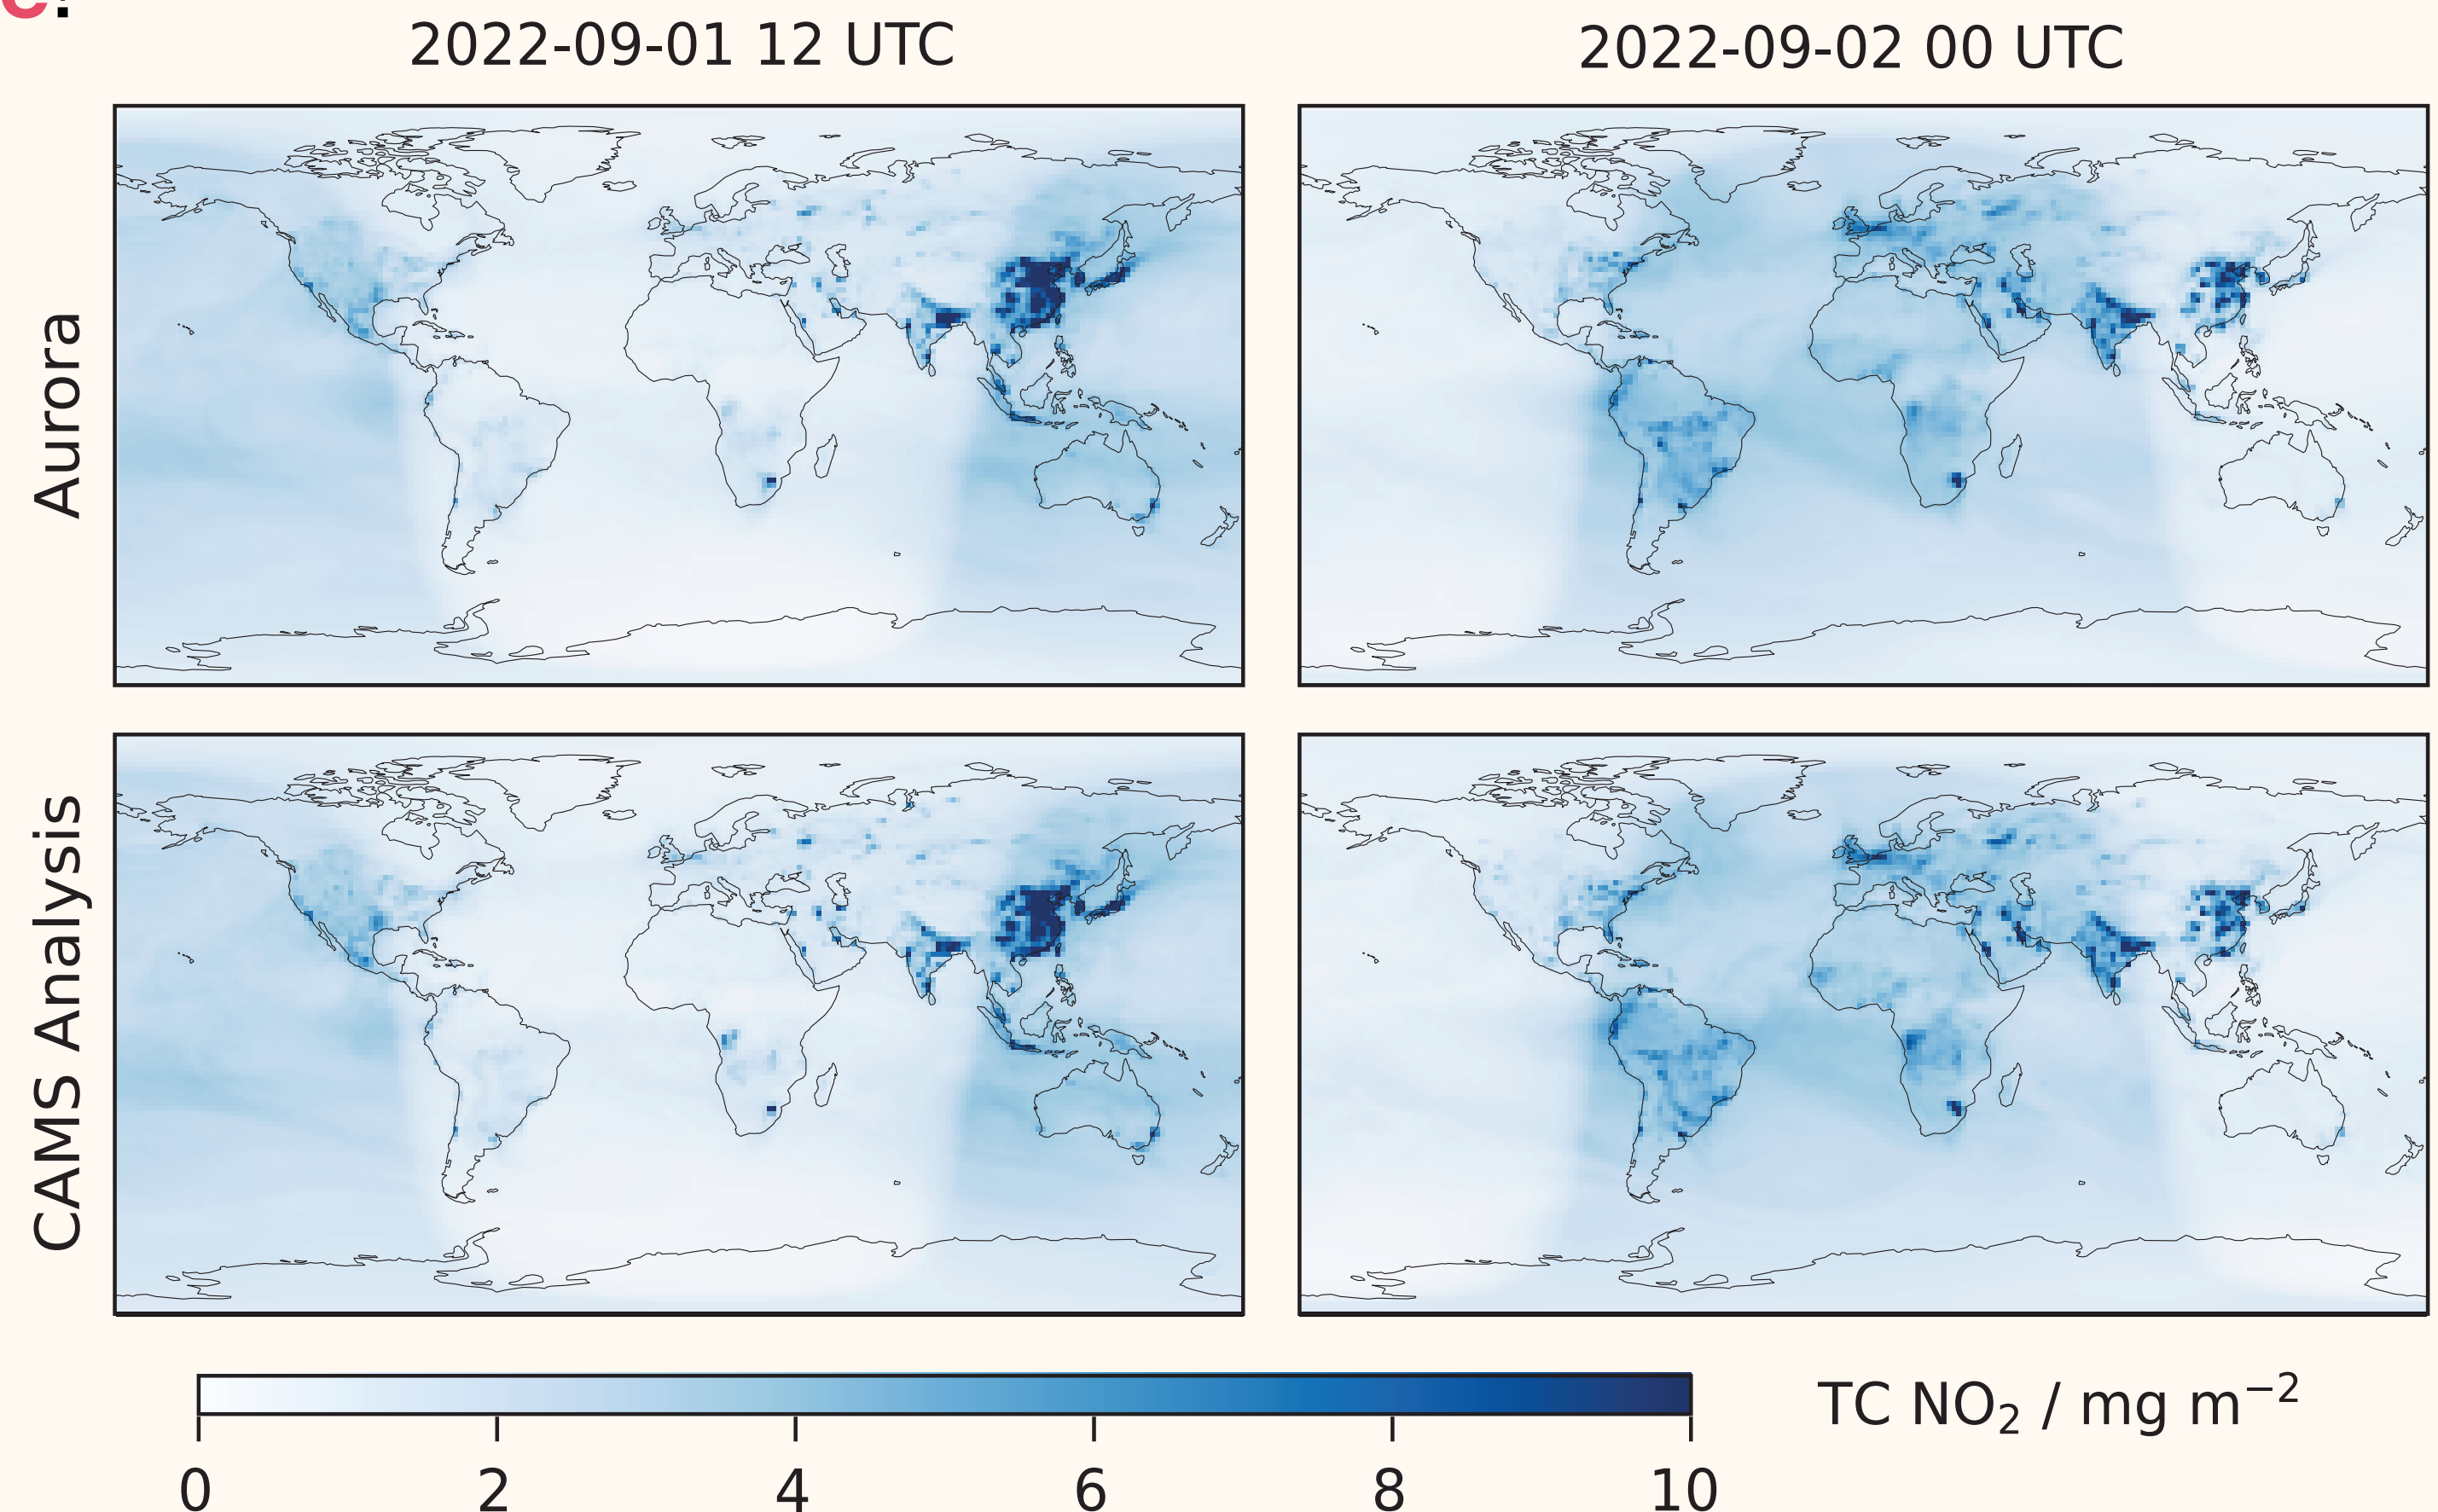 2022-09-01 12 UTC
2022-09-02 00 UTC
Aurora
CAMS Analysis
0 2 4 6 8 10
TC NO₂ / mg m⁻²